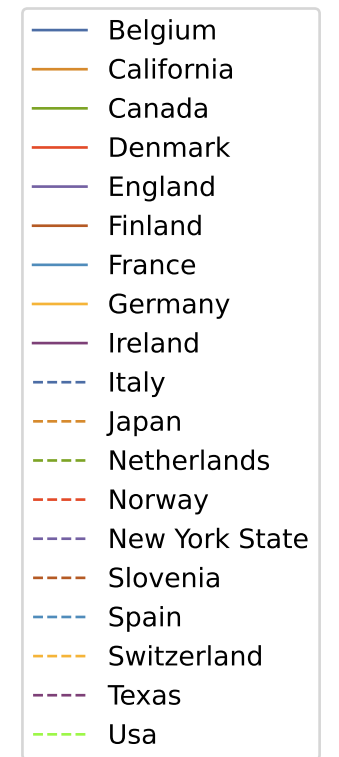 Belgium
California
Canada
Denmark
England
Finland
France
Germany
Ireland
Italy
Japan
Netherlands
Norway
New York State
Slovenia
Spain
Switzerland
Texas
Usa